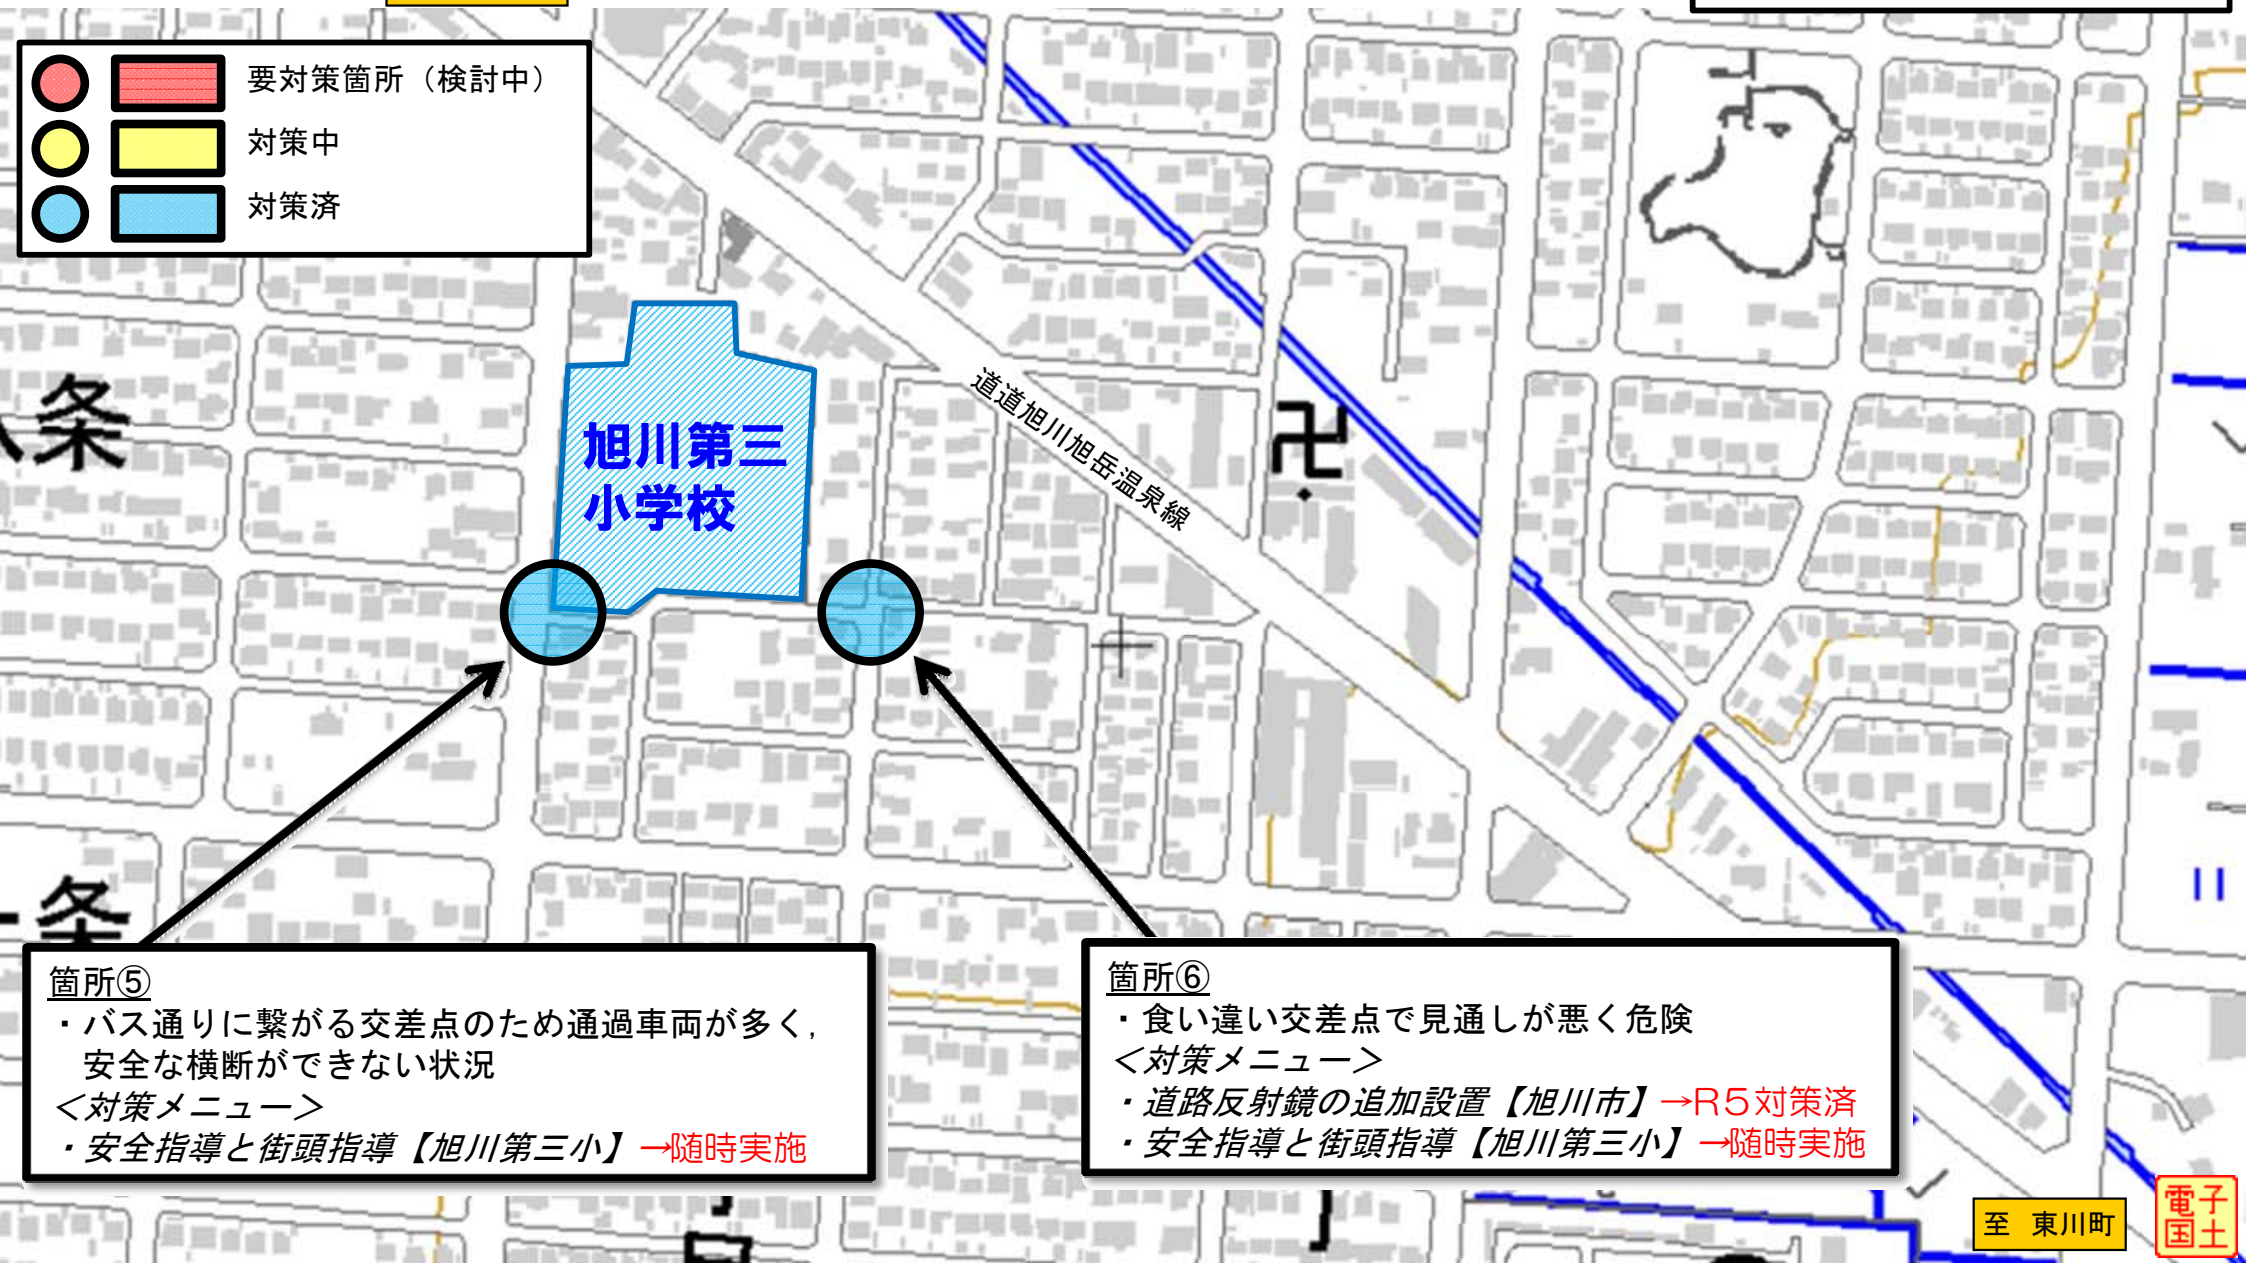 要対策箇所（検討中）
対策中
対策済
条
旭川第三
小学校
道道旭川旭岳温泉線
卍
条
箇所⑤
・バス通りに繋がる交差点のため通過車両が多く，
安全な横断ができない状況
＜対策メニュー＞
・安全指導と街頭指導【旭川第三小】→随時実施
箇所⑥
・食い違い交差点で見通しが悪く危険
＜対策メニュー＞
・道路反射鏡の追加設置【旭川市】→R５対策済
・安全指導と街頭指導【旭川第三小】→随時実施
至 東川町
電子
国土